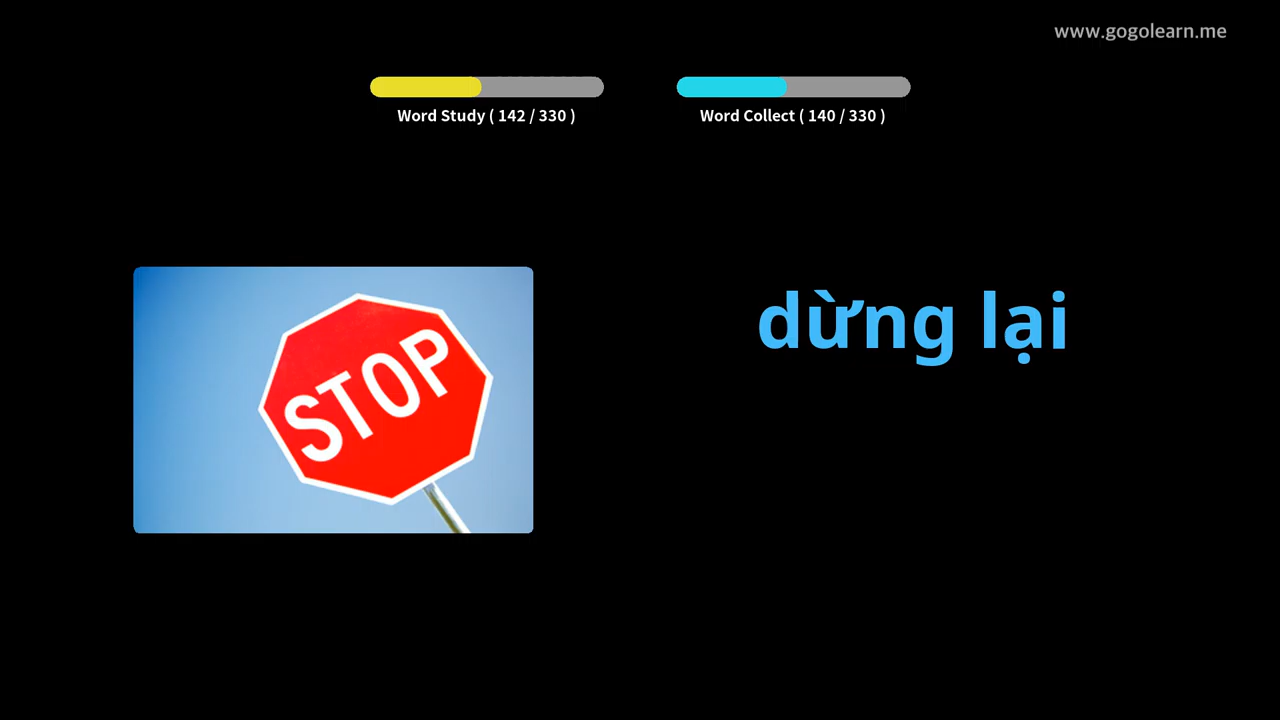 www.gogolearn.me
Word Study ( 142 / 330 )
Word Collect ( 140 / 330 )
STOP
dừng lại